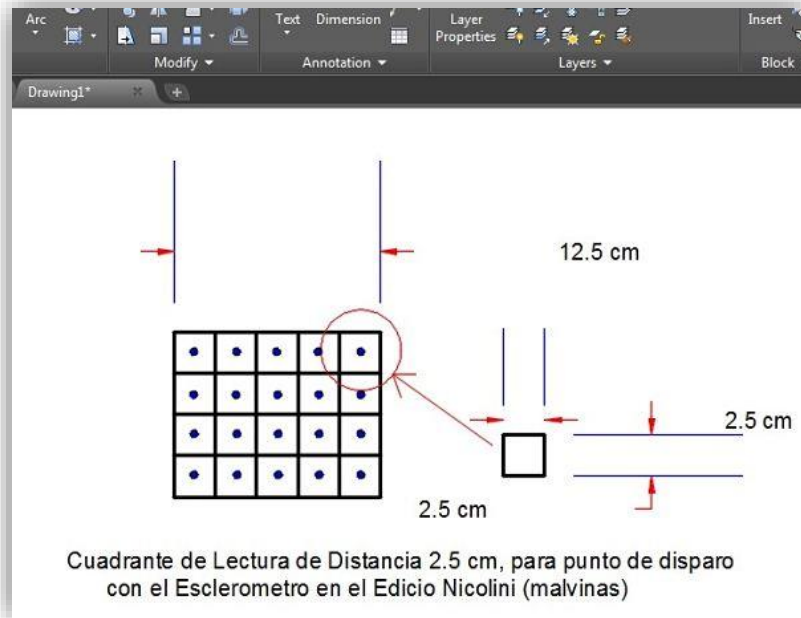 Arc
Text Dimension
Layer
Properties
Insert
Modify
Annotation
Layers
Block
Drawing1*
12.5 cm
2.5 cm
2.5 cm
Cuadrante de Lectura de Distancia 2.5 cm, para punto de disparo
con el Esclerometro en el Edicio Nicolini (malvinas)